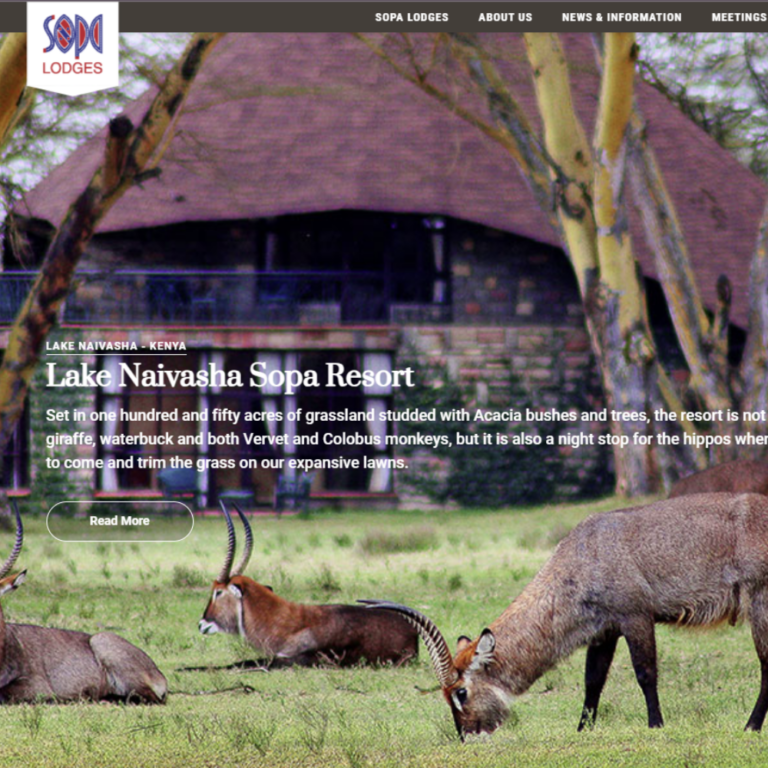 SOPA
LODGES
SOPA LODGES ABOUT US NEWS & INFORMATION MEETINGS
LAKE NAIVASHA - KENYA
Lake Naivasha Sopa Resort
Set in one hundred and fifty acres of grassland studded with Acacia bushes and trees, the resort is not
giraffe, waterbuck and both Vervet and Colobus monkeys, but it is also a night stop for the hippos when
to come and trim the grass on our expansive lawns.
Read More